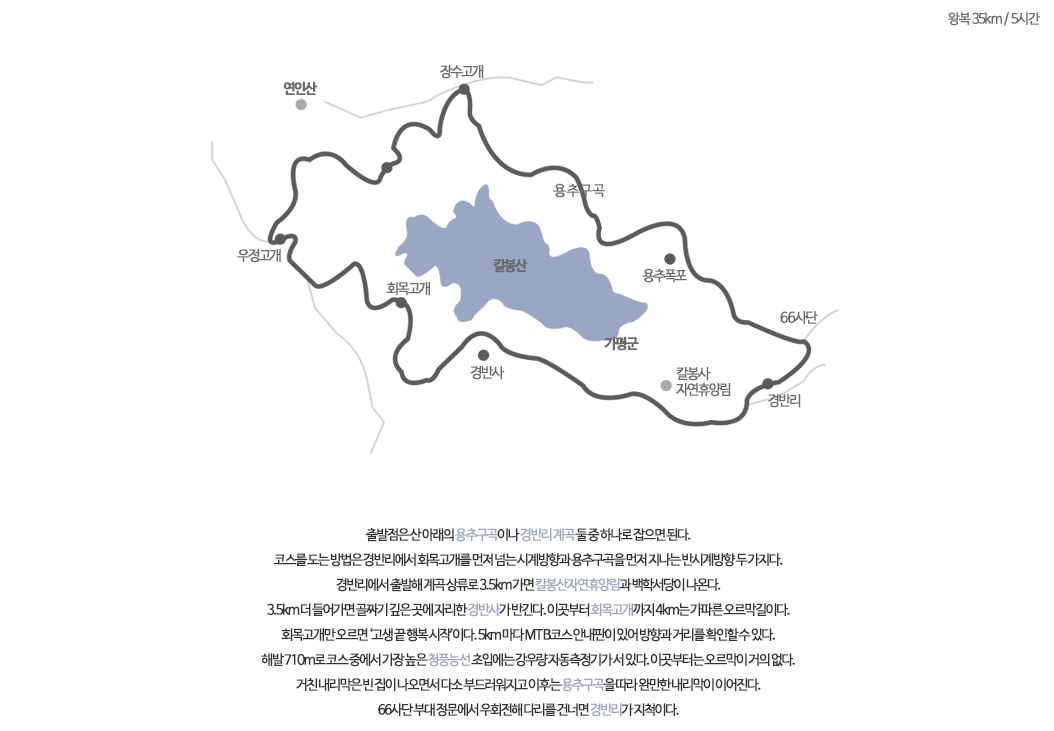 왕복 35km / 5시간
장수고개
연인산
용추구곡
칼봉산
우정고개
용추폭포
회목고개
66사단
가평군
경반사
칼봉사
자연휴양림
경반리
출발점은 산 아래의 용추구곡이나 경반리 계곡 둘 중 하나로 잡으면 된다.
코스를 도는 방법은 경반리에서 회목고개를 먼저 넘는 시계방향과 용추구곡을 먼저 지나는 반시계방향 두 가지다.
경반리에서 출발해 계곡 상류로 3.5km 가면 칼봉산자연휴양림과 백학서당이 나온다.
3.5km 더 들어가면 골짜기 깊은 곳에 자리한 경반사가 반긴다. 이곳부터 회목고개까지 4km는 가파른 오르막길이다.
회목고개만 오르면 ‘고생 끝 행복 시작’이다. 5km 마다 MTB코스 안내판이 있어 방향과 거리를 확인할 수 있다.
해발 710m로 코스 중에서 가장 높은 청풍능선 초입에는 강우량 자동측정기가 서 있다. 이곳부터는 오르막이 거의 없다.
거친 내리막은 빈 집이 나오면서 다소 부드러워지고 이후는 용추구곡을 따라 완만한 내리막이 이어진다.
66사단 부대 정문에서 우회전해 다리를 건너면 경반리가 지척이다.